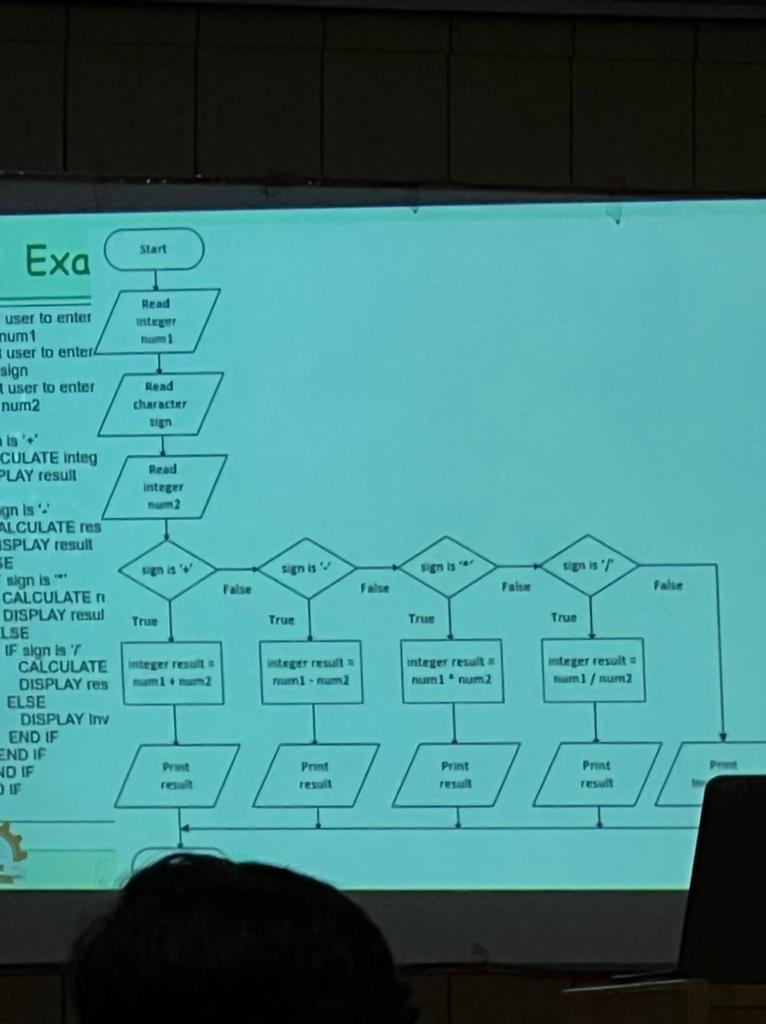 Exa
user to enter
num1
user to enter
sign
user to enter
num2
is '+'
CULATE integ
PLAY result
gn is '-'
ALCULATE res
ISPLAY result
SE
sign is '*'
CALCULATE
DISPLAY resul
LSE
IF sign is '/'
CALCULATE
DISPLAY res
ELSE
DISPLAY Inv
END IF
END IF
ND IF
IF
Start
Read
integer
num1
Read
character
sign
Read
integer
num2
sign is '+'
False
True
sign is '-'
False
True
sign is '*'
False
True
sign is '/'
False
True
integer result =
num1 + num2
integer result =
num1 - num2
integer result =
num1 * num2
integer result =
num1 / num2
Print
result
Print
result
Print
result
Print
result
Print